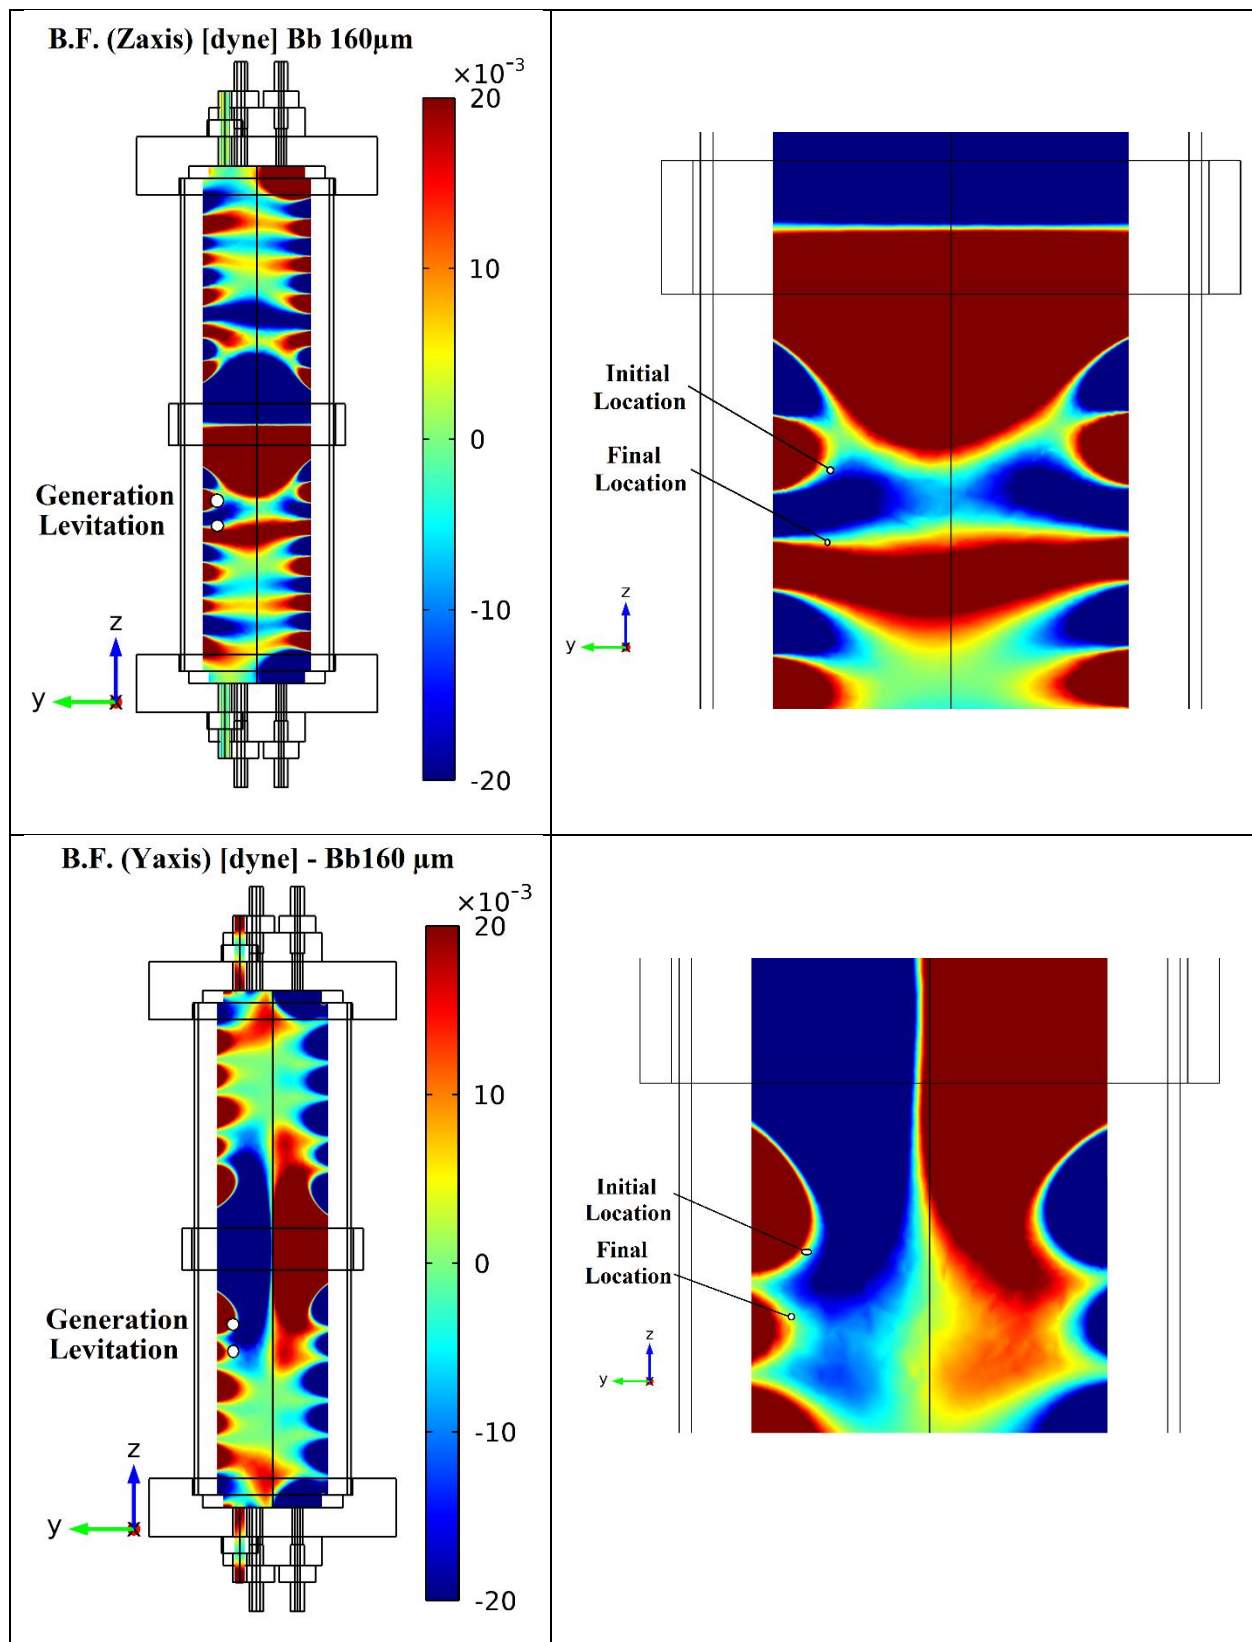 B.F. (Zaxis) [dyne] Bb 160µm
×10⁻³
20
10
0
-10
-20
Generation
Levitation
z
y
x
Initial
Location
Final
Location
z
y
x
B.F. (Yaxis) [dyne] - Bb160 µm
×10⁻³
20
10
0
-10
-20
Generation
Levitation
z
y
x
Initial
Location
Final
Location
z
y
x